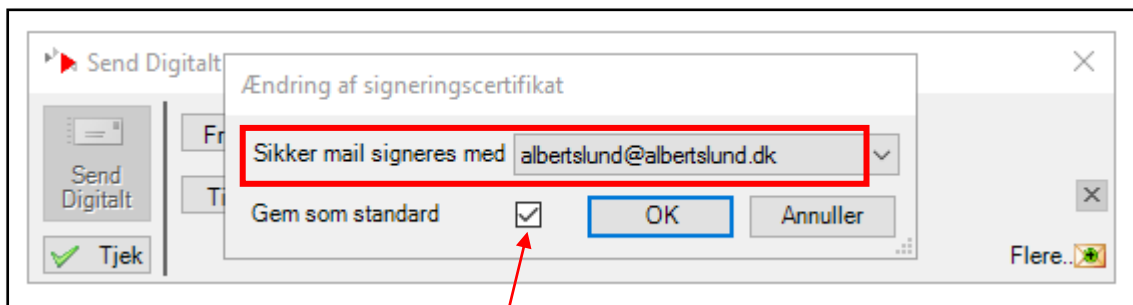 Send Digitalt
Ændring af signeringscertifikat
Sikker mail signeres med albertslund@albertslund.dk
Gem som standard OK Annuller
Send
Digitalt
Tjek
Flere..